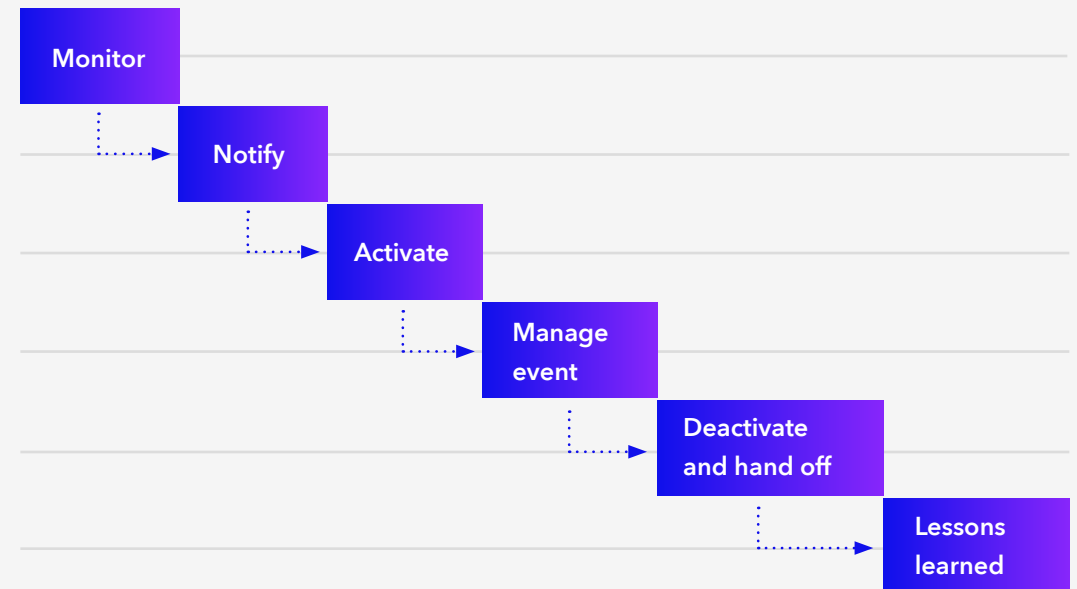 Monitor
Notify
Activate
Manage
event
Deactivate
and hand off
Lessons
learned